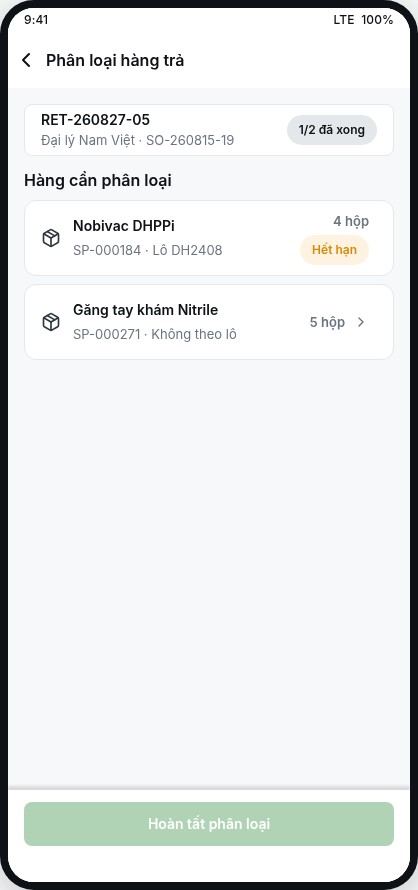 9:41
LTE 100%
Phân loại hàng trả
RET-260827-05
Đại lý Nam Việt · SO-260815-19
1/2 đã xong
Hàng cần phân loại
Nobivac DHPPi
SP-000184 · Lô DH2408
4 hộp
Hết hạn
Găng tay khám Nitrile
SP-000271 · Không theo lô
5 hộp
Hoàn tất phân loại